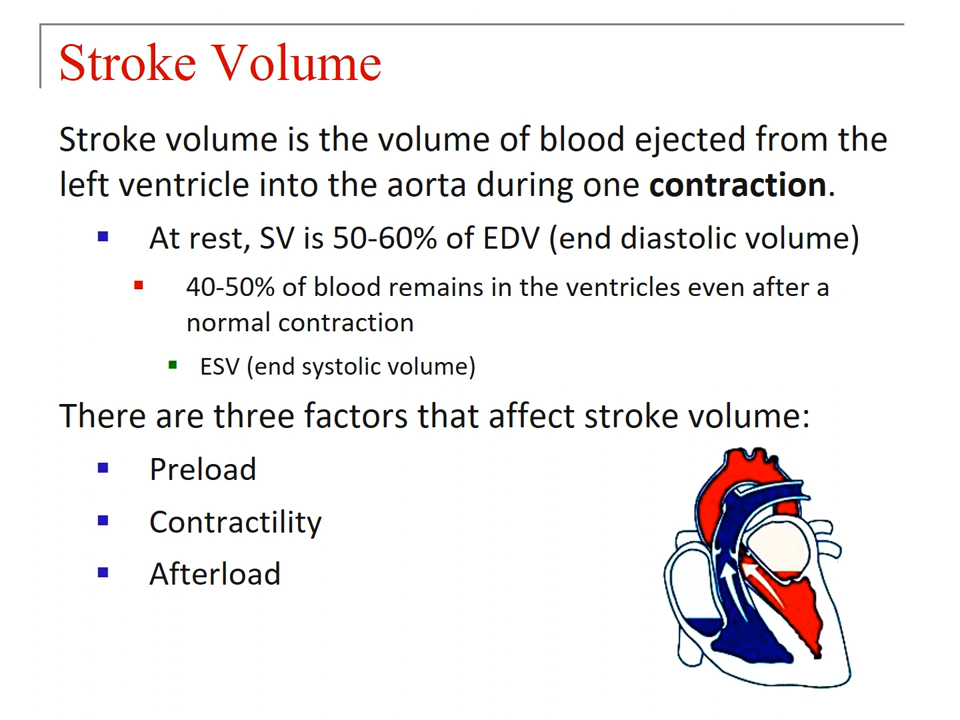 Stroke Volume
Stroke volume is the volume of blood ejected from the
left ventricle into the aorta during one contraction.
At rest, SV is 50-60% of EDV (end diastolic volume)
40-50% of blood remains in the ventricles even after a
normal contraction
ESV (end systolic volume)
There are three factors that affect stroke volume:
Preload
Contractility
Afterload